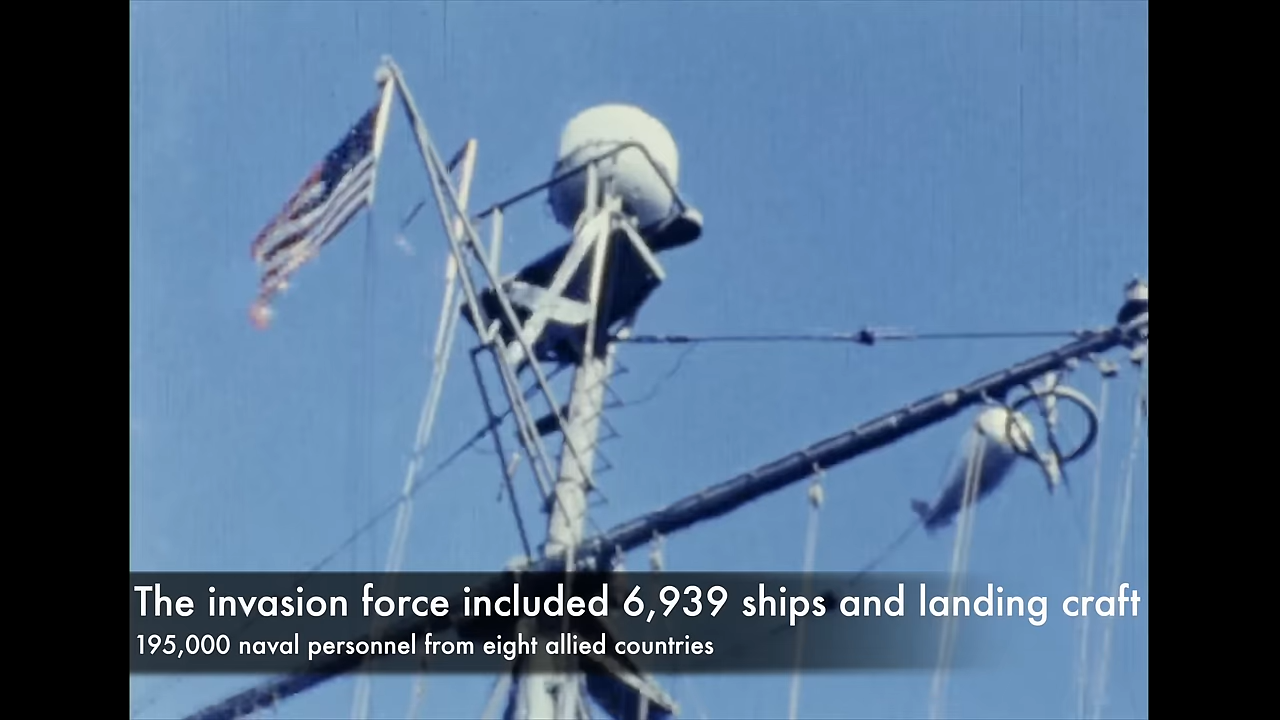 The invasion force included 6,939 ships and landing craft
195,000 naval personnel from eight allied countries